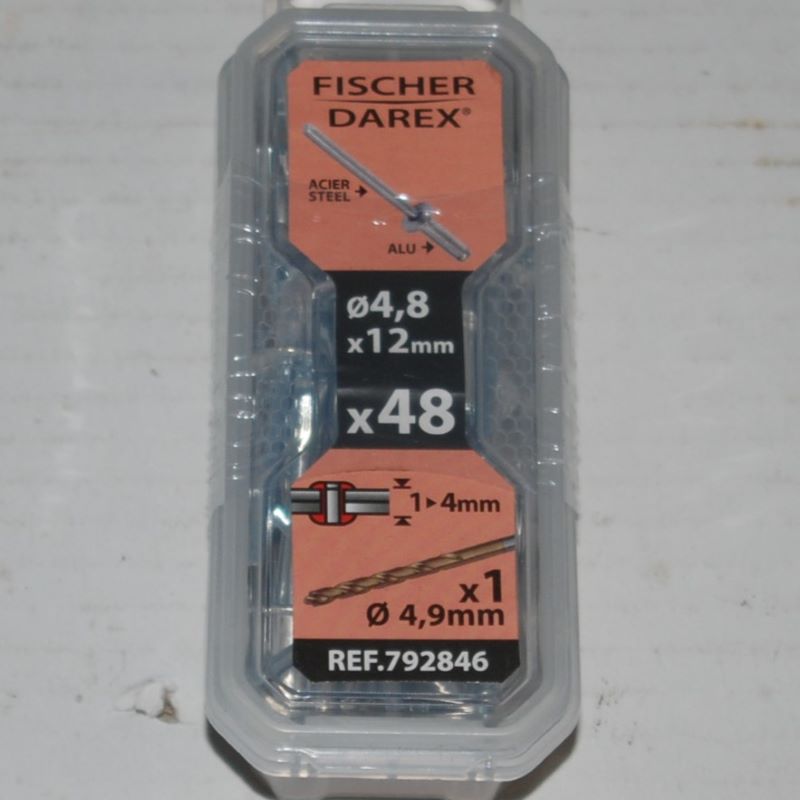 FISCHER
DAREX®
ACIER
STEEL
ALU
ø4,8
x12mm
x48
1▸4mm
x1
Ø 4,9mm
REF.792846